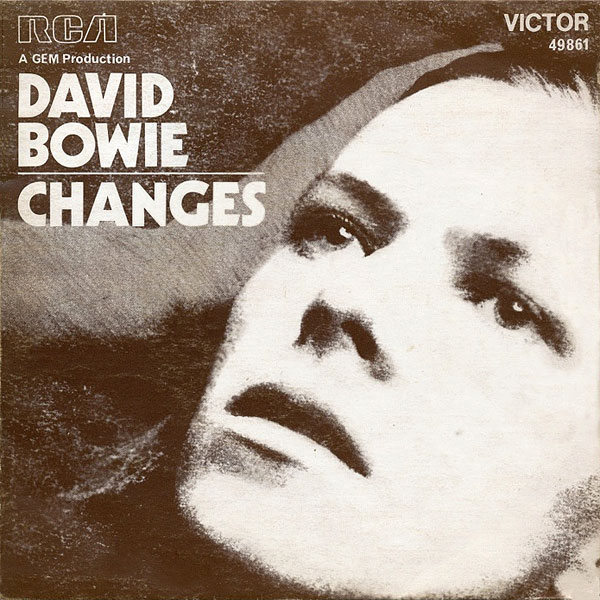 RCA
VICTOR
49861
A GEM Production
DAVID
BOWIE
CHANGES